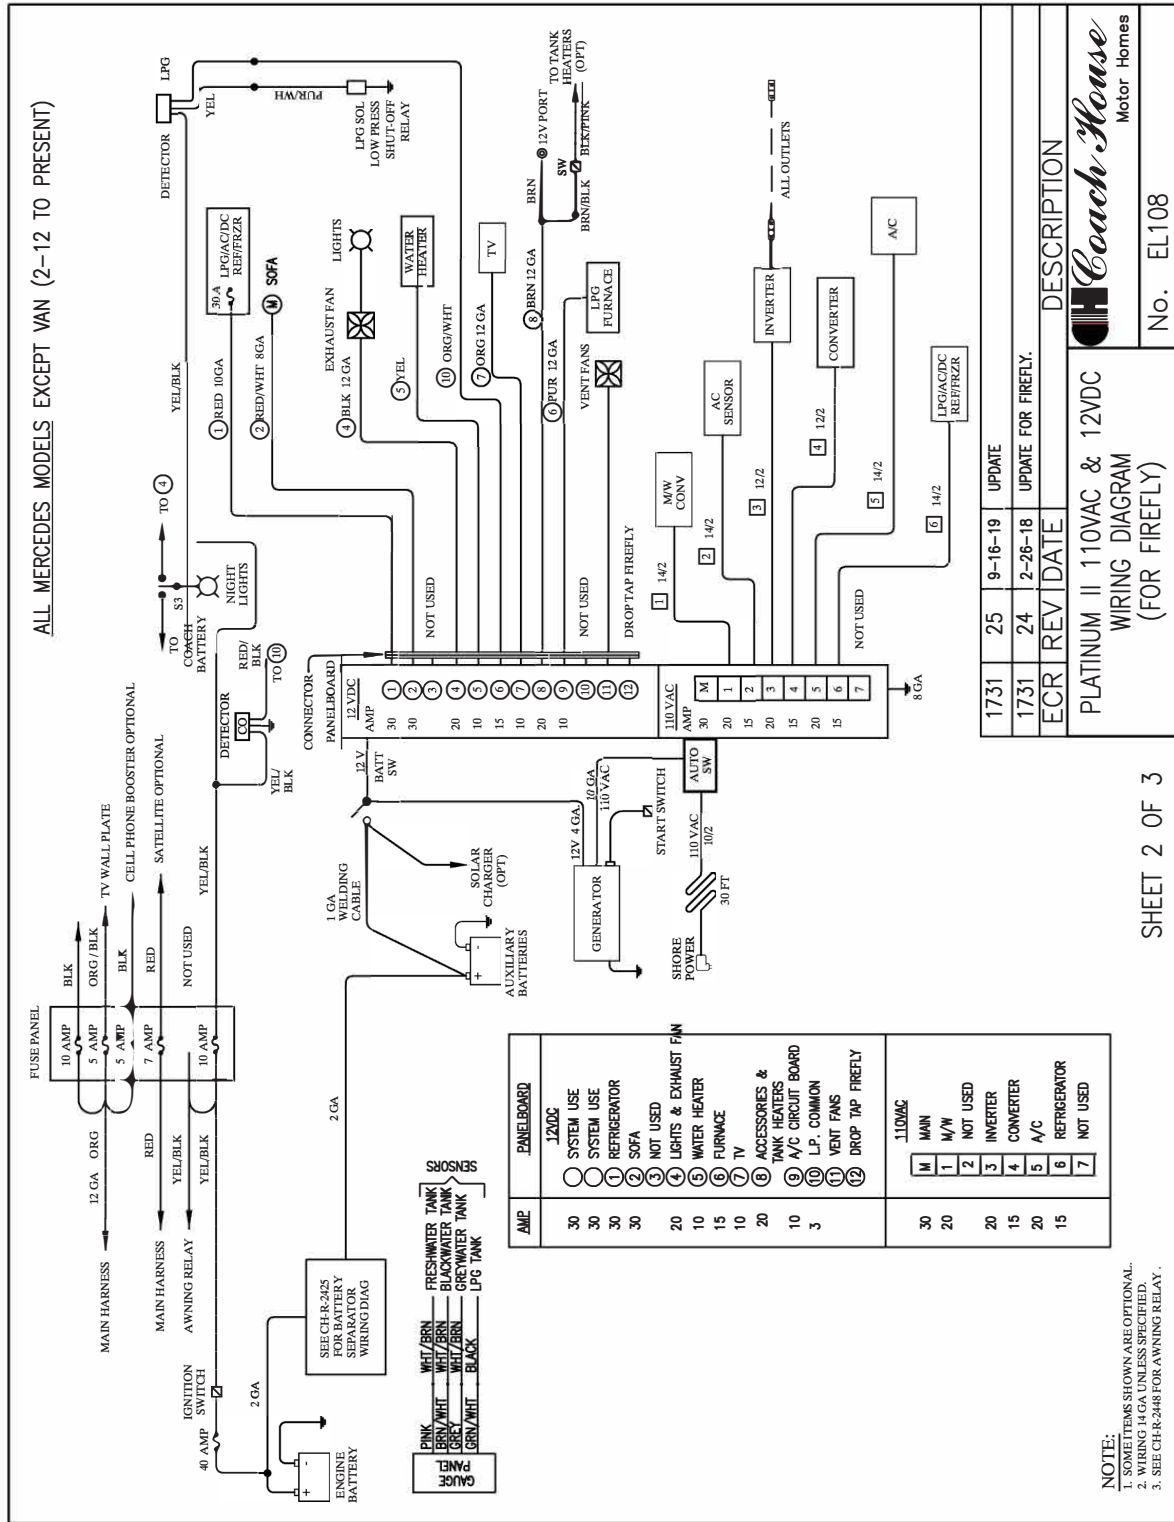 ALL MERCEDES MODELS EXCEPT VAN (2-12 TO PRESENT)
FUSE PANEL
10 AMP
5 AMP
5 AMP
7 AMP
10 AMP
BLK
ORG / BLK
TV WALL PLATE
BLK
CELL PHONE BOOSTER OPTIONAL
RED
SATELLITE OPTIONAL
NOT USED
YEL/BLK
12 GA
ORG
MAIN HARNESS
RED
MAIN HARNESS
YEL/BLK
AWNING RELAY
YEL/BLK
IGNITION
SWITCH
40 AMP
2 GA
ENGINE
BATTERY
+
-
SEE CH-R-2425
FOR BATTERY
SEPARATOR
WIRING DIAG
2 GA
1 GA
WELDING
CABLE
SOLAR
CHARGER
(OPT)
AUXILIARY
BATTERIES
+
-
DETECTOR
CO
YEL/
BLK
RED/
BLK
TO 10
TO
COACH
BATTERY
S3
TO 4
NIGHT
LIGHTS
YEL/BLK
DETECTOR
LPG
YEL
PUR/WH
LPG SOL
LOW PRESS
SHUT-OFF
RELAY
30 A
LPG/AC/DC
REF/FRZR
1 RED 10GA
M SOFA
2 RED/WHT 8GA
LIGHTS
EXHAUST FAN
4 BLK 12 GA
WATER
HEATER
5 YEL
10 ORG/WHT
TV
7 ORG 12 GA
BRN
12V PORT
SW
TO TANK
HEATERS
(OPT)
BLK/PINK
BRN/BLK
8 BRN 12 GA
6 PUR 12 GA
LPG
FURNACE
VENT FANS
NOT USED
NOT USED
DROP TAP FIREFLY
CONNECTOR
PANELBOARD
12 V
BATT
SW
12 VDC
AMP
30 1
30 2
3
20 4
10 5
15 6
10 7
20 8
10 9
10
11
12
110 VAC
AMP
30 M
20 1
15 2
20 3
15 4
20 5
15 6
7
8 GA
12V 4 GA.
10 GA
110 VAC
GENERATOR
START SWITCH
AUTO
SW
110 VAC
10/2
30 FT
SHORE
POWER
M/W
CONV
1 14/2
AC
SENSOR
2 14/2
INVERTER
3 12/2
ALL OUTLETS
CONVERTER
4 12/2
A/C
5 14/2
LPG/AC/DC
REF/FRZR
6 14/2
NOT USED
GAUGE
PANEL
PINK WHT/BRN FRESHWATER TANK
BRN/WHT WHT/BRN BLACKWATER TANK
GREY WHT/BRN GREYWATER TANK
GRN/WHT BLACK LPG TANK
SENSORS
AMP PANELBOARD
12VDC
30 SYSTEM USE
30 SYSTEM USE
30 1 REFRIGERATOR
30 2 SOFA
3 NOT USED
20 4 LIGHTS & EXHAUST FAN
10 5 WATER HEATER
15 6 FURNACE
10 7 TV
20 8 ACCESSORIES &
TANK HEATERS
10 9 A/C CIRCUIT BOARD
3 10 L.P. COMMON
11 VENT FANS
12 DROP TAP FIREFLY
110VAC
30 M MAIN
20 1 M/W
2 NOT USED
20 3 INVERTER
15 4 CONVERTER
20 5 A/C
15 6 REFRIGERATOR
7 NOT USED
NOTE:
1. SOME ITEMS SHOWN ARE OPTIONAL.
2. WIRING 14 GA UNLESS SPECIFIED.
3. SEE CH-R-2448 FOR AWNING RELAY .
SHEET 2 OF 3
1731 25 9-16-19 UPDATE
1731 24 2-26-18 UPDATE FOR FIREFLY.
ECR REV DATE DESCRIPTION
PLATINUM II 110VAC & 12VDC
WIRING DIAGRAM
(FOR FIREFLY)
Coach House
Motor Homes
No. EL108